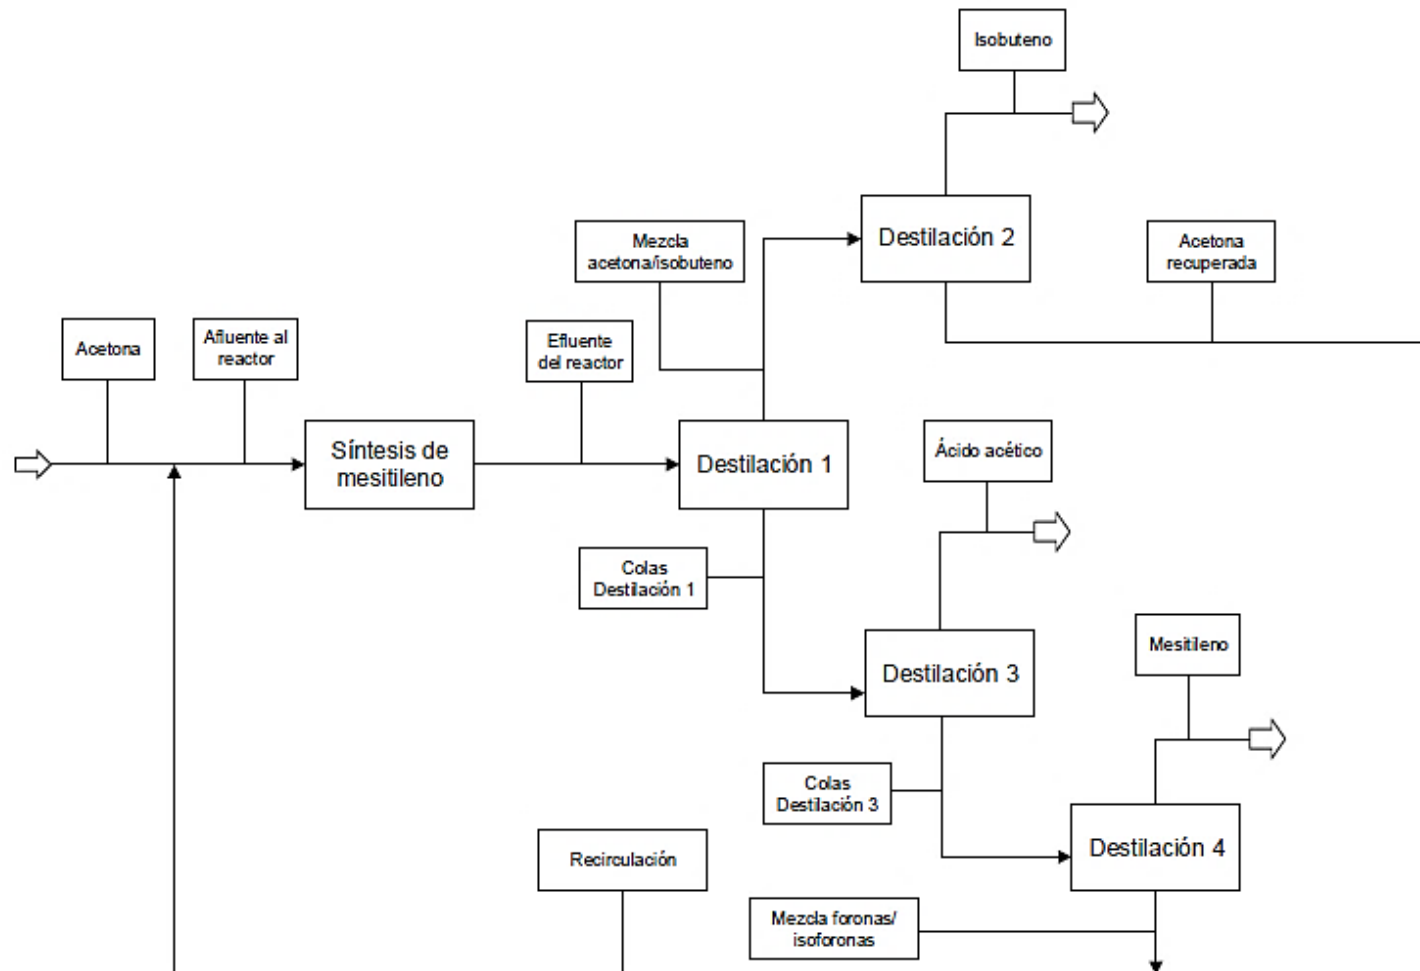 Isobuteno
Destilación 2
Mezcla
acetona/isobuteno
Acetona
recuperada
Acetona
Afluente al
reactor
Efluente
del reactor
Síntesis de
mesitileno
Destilación 1
Ácido acético
Colas
Destilación 1
Destilación 3
Mesitileno
Colas
Destilación 3
Destilación 4
Recirculación
Mezcla foronas/
isoforonas